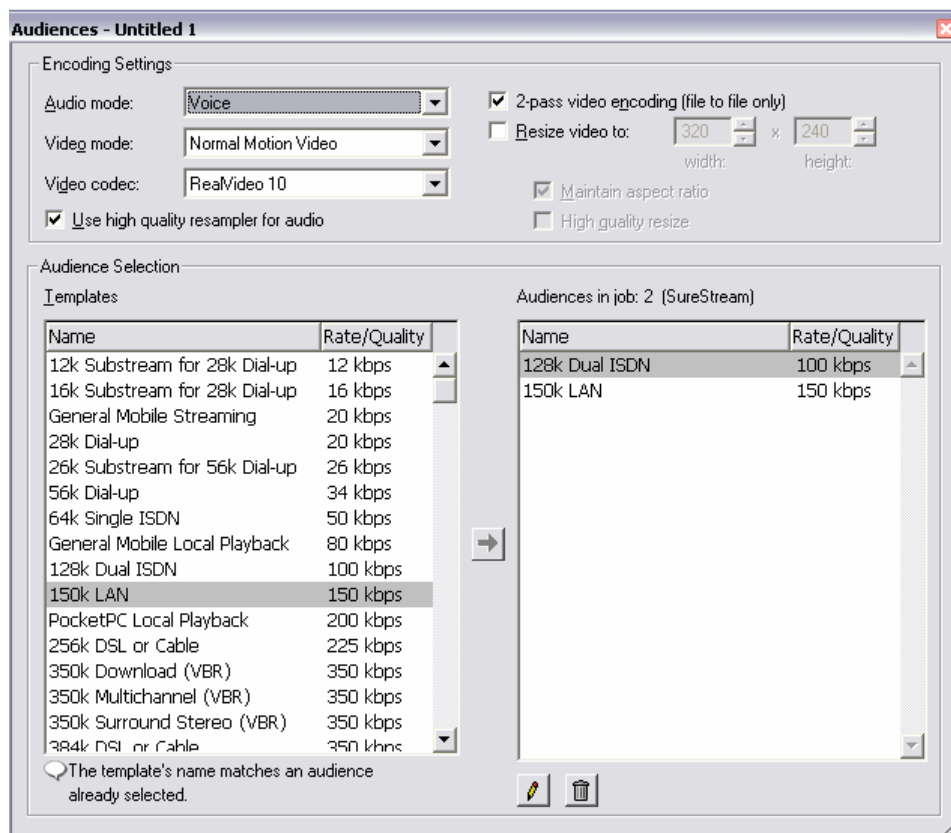 Audiences - Untitled 1
Encoding Settings
Audio mode: Voice
Video mode: Normal Motion Video
Video codec: RealVideo 10
Use high quality resampler for audio
2-pass video encoding (file to file only)
Resize video to: 320 x 240
width: height:
Maintain aspect ratio
High quality resize
Audience Selection
Templates
Name Rate/Quality
12k Substream for 28k Dial-up 12 kbps
16k Substream for 28k Dial-up 16 kbps
General Mobile Streaming 20 kbps
28k Dial-up 20 kbps
26k Substream for 56k Dial-up 26 kbps
56k Dial-up 34 kbps
64k Single ISDN 50 kbps
General Mobile Local Playback 80 kbps
128k Dual ISDN 100 kbps
150k LAN 150 kbps
PocketPC Local Playback 200 kbps
256k DSL or Cable 225 kbps
350k Download (VBR) 350 kbps
350k Multichannel (VBR) 350 kbps
350k Surround Stereo (VBR) 350 kbps
384k DSL or Cable 350 kbps
The template's name matches an audience
already selected.
Audiences in job: 2 (SureStream)
Name Rate/Quality
128k Dual ISDN 100 kbps
150k LAN 150 kbps